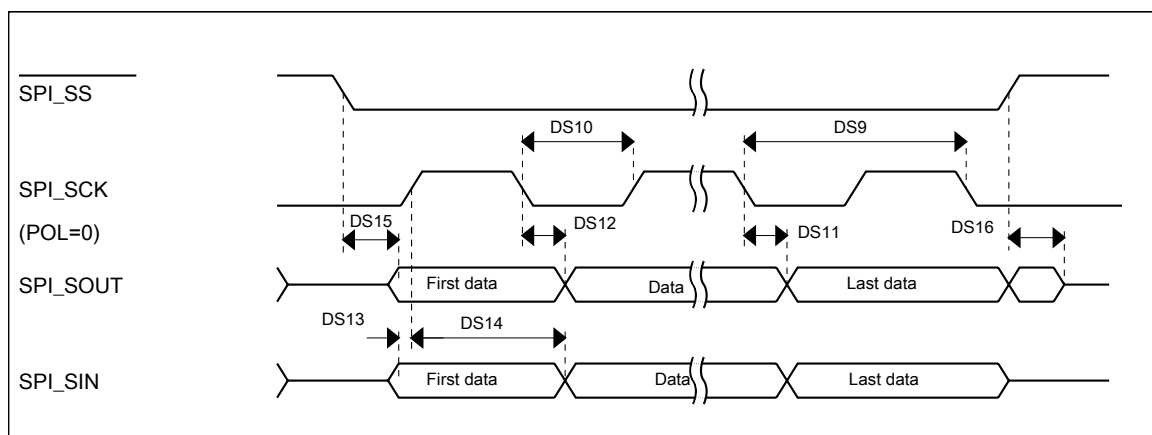 SPI_SS
DS10
DS9
SPI_SCK
(POL=0)
DS15
DS12
DS11
DS16
SPI_SOUT
First data
Data
Last data
DS13
DS14
SPI_SIN
First data
Data
Last data